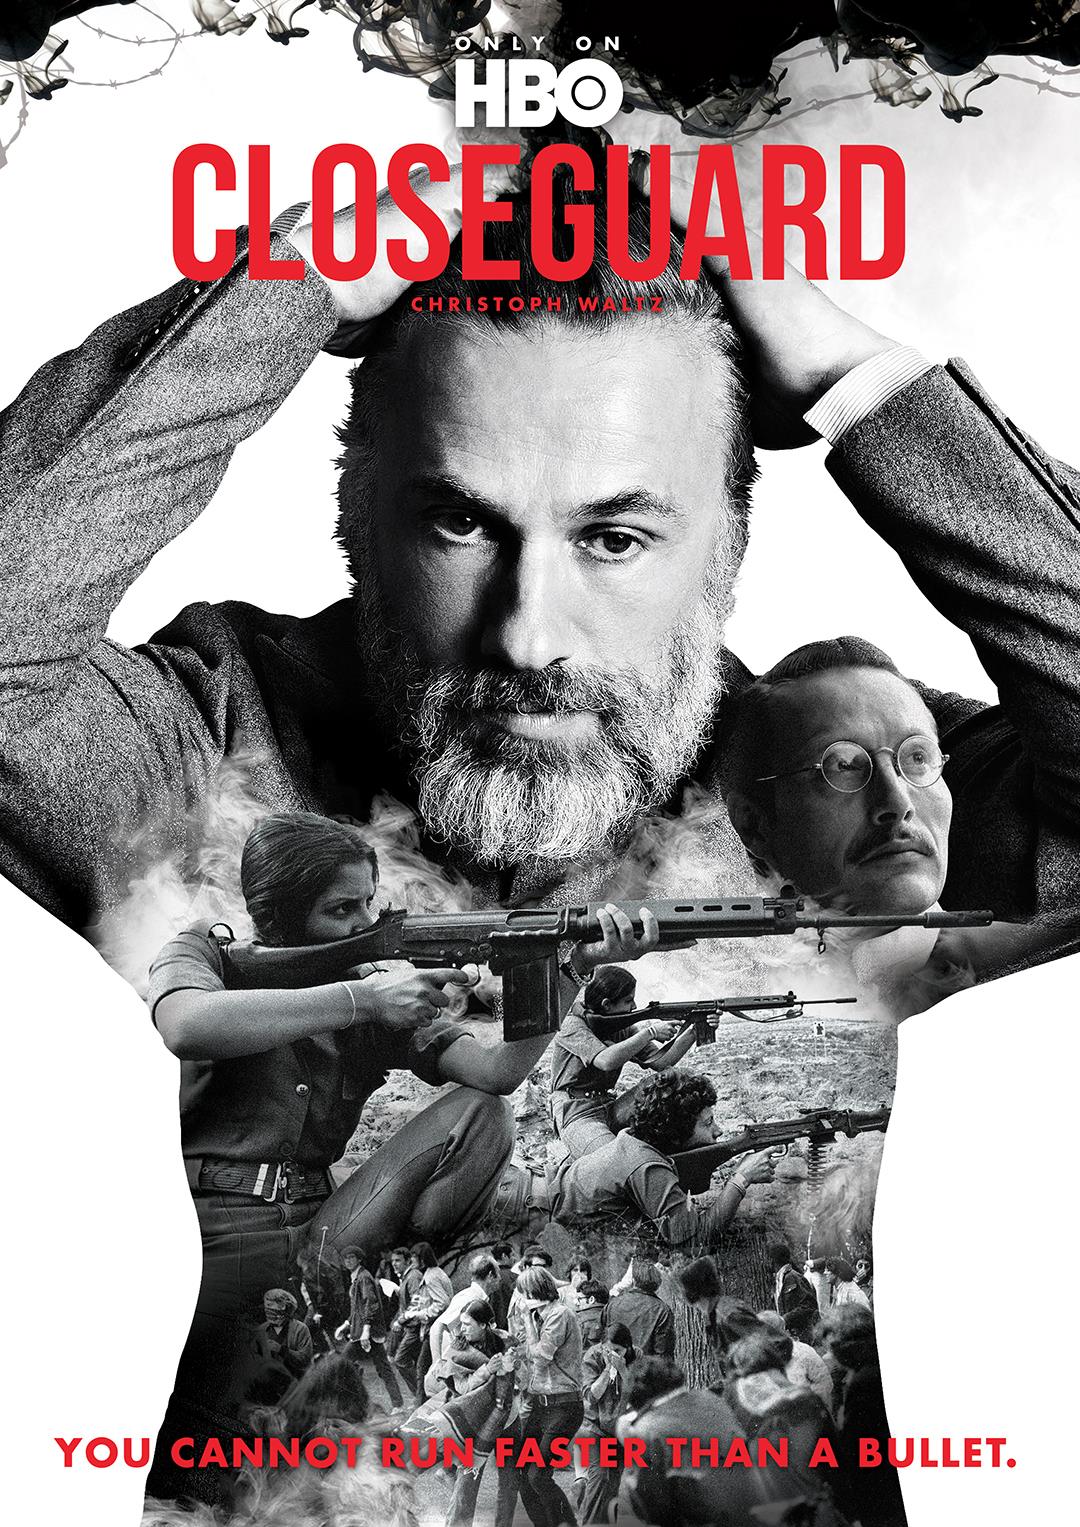 ONLY ON
HBO
CLOSEGUARD
CHRISTOPH WALTZ
YOU CANNOT RUN FASTER THAN A BULLET.